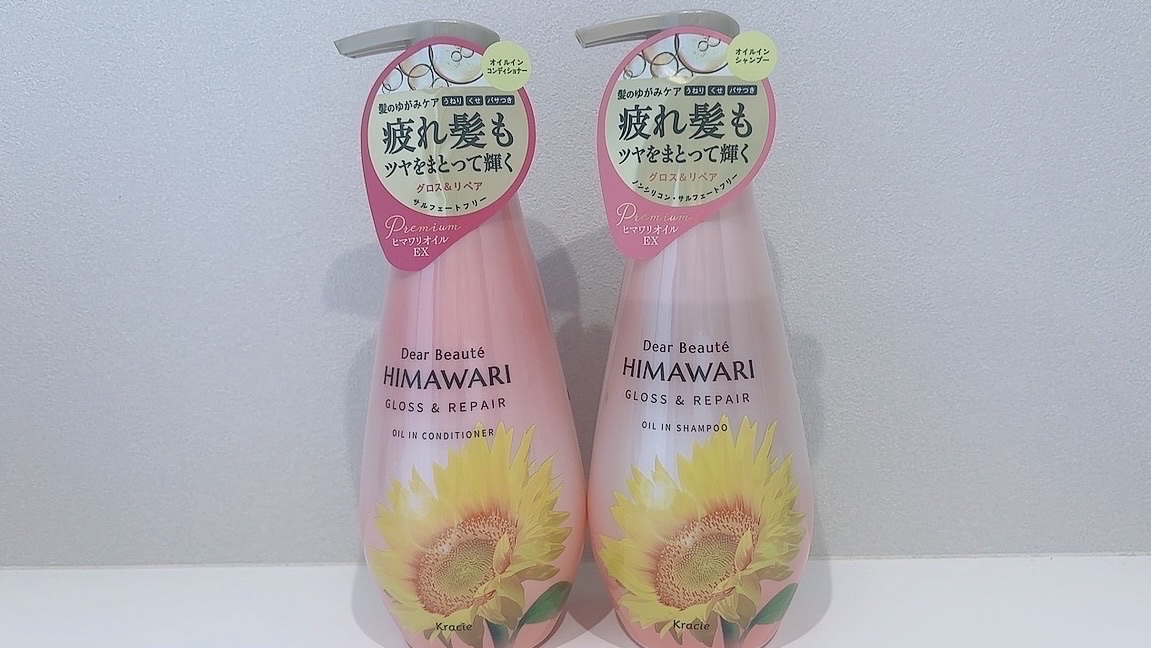 オイルイン
コンディショナー
髪のゆがみケア うねり くせ パサつき
疲れ髪も
ツヤをまとって輝く
グロス&リペア
サルフェートフリー
Premium
ヒマワリオイル
EX
Dear Beauté
HIMAWARI
GLOSS & REPAIR
OIL IN CONDITIONER
Kracie
オイルイン
シャンプー
髪のゆがみケア うねり くせ パサつき
疲れ髪も
ツヤをまとって輝く
グロス&リペア
ノンシリコン・サルフェートフリー
Premium
ヒマワリオイル
EX
Dear Beauté
HIMAWARI
GLOSS & REPAIR
OIL IN SHAMPOO
Kracie